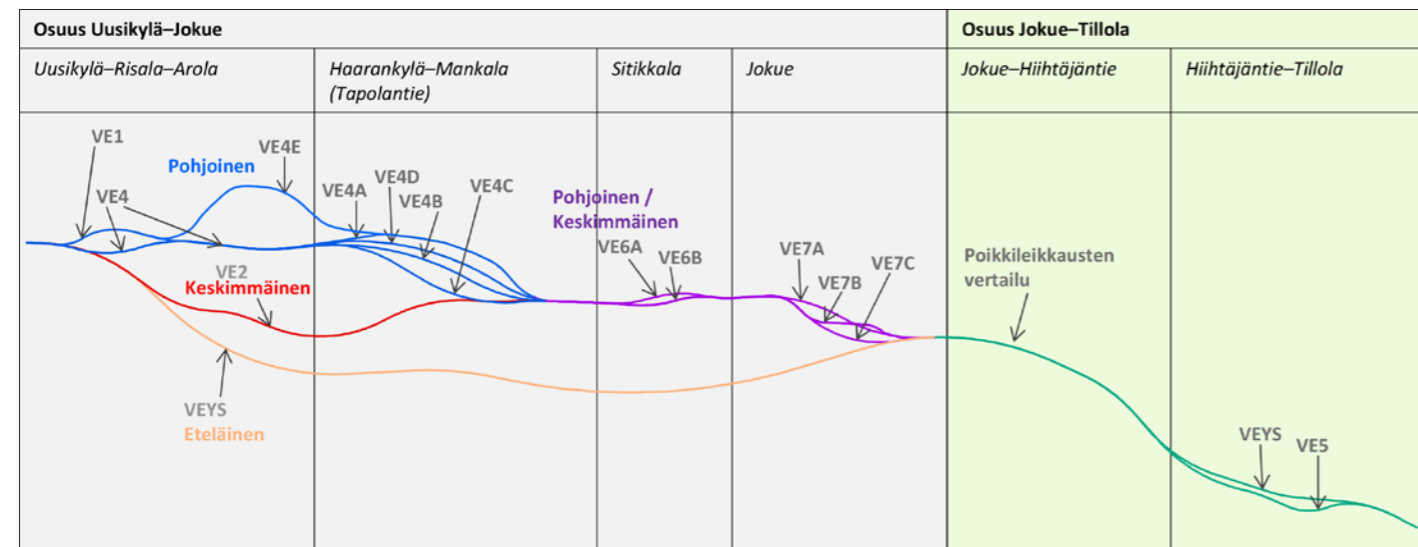 Osuus Uusikylä–Jokue
Osuus Jokue–Tillola
Uusikylä–Risala–Arola
Haarankylä–Mankala
(Tapolantie)
Sitikkala
Jokue
Jokue–Hiihtäjäntie
Hiihtäjäntie–Tillola
VE1
VE4
Pohjoinen
VE4E
VE4A
VE4D
VE4B
VE4C
VE2
Keskimmäinen
VEYS
Eteläinen
Pohjoinen /
Keskimmäinen
VE6A
VE6B
VE7A
VE7B
VE7C
Poikkileikkausten
vertailu
VEYS
VE5